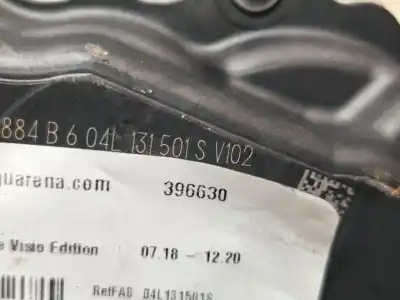 884 B 6 04L 131 501 S V102
quarena.com 396630
e Visio Edition 07.18 - 12.20
RefFAB 04L131501S